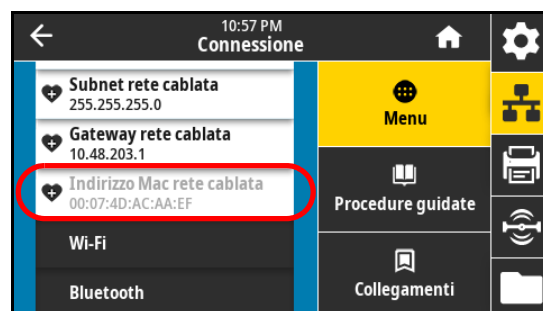 10:57 PM
Connessione
Subnet rete cablata
255.255.255.0
Gateway rete cablata
10.48.203.1
Indirizzo Mac rete cablata
00:07:4D:AC:AA:EF
Wi-Fi
Bluetooth
Menu
Procedure guidate
Collegamenti